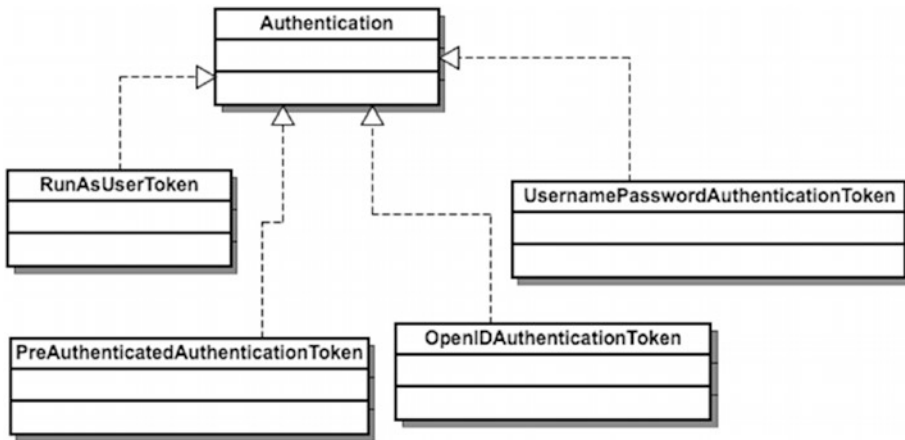 Authentication
RunAsUserToken
UsernamePasswordAuthenticationToken
PreAuthenticatedAuthenticationToken
OpenIDAuthenticationToken